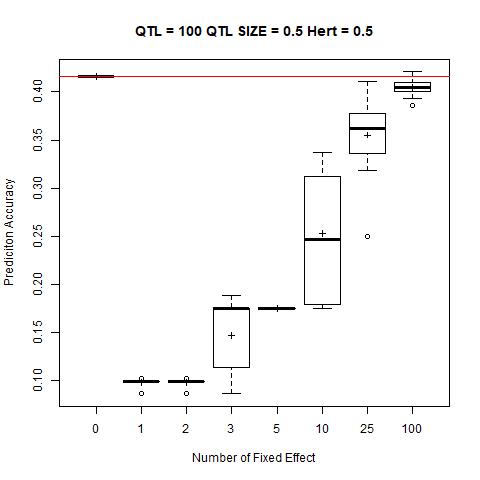 QTL = 100 QTL SIZE = 0.5 Hert = 0.5
Prediciton Accuracy
0.40
0.35
0.30
0.25
0.20
0.15
0.10
0 1 2 3 5 10 25 100
Number of Fixed Effect